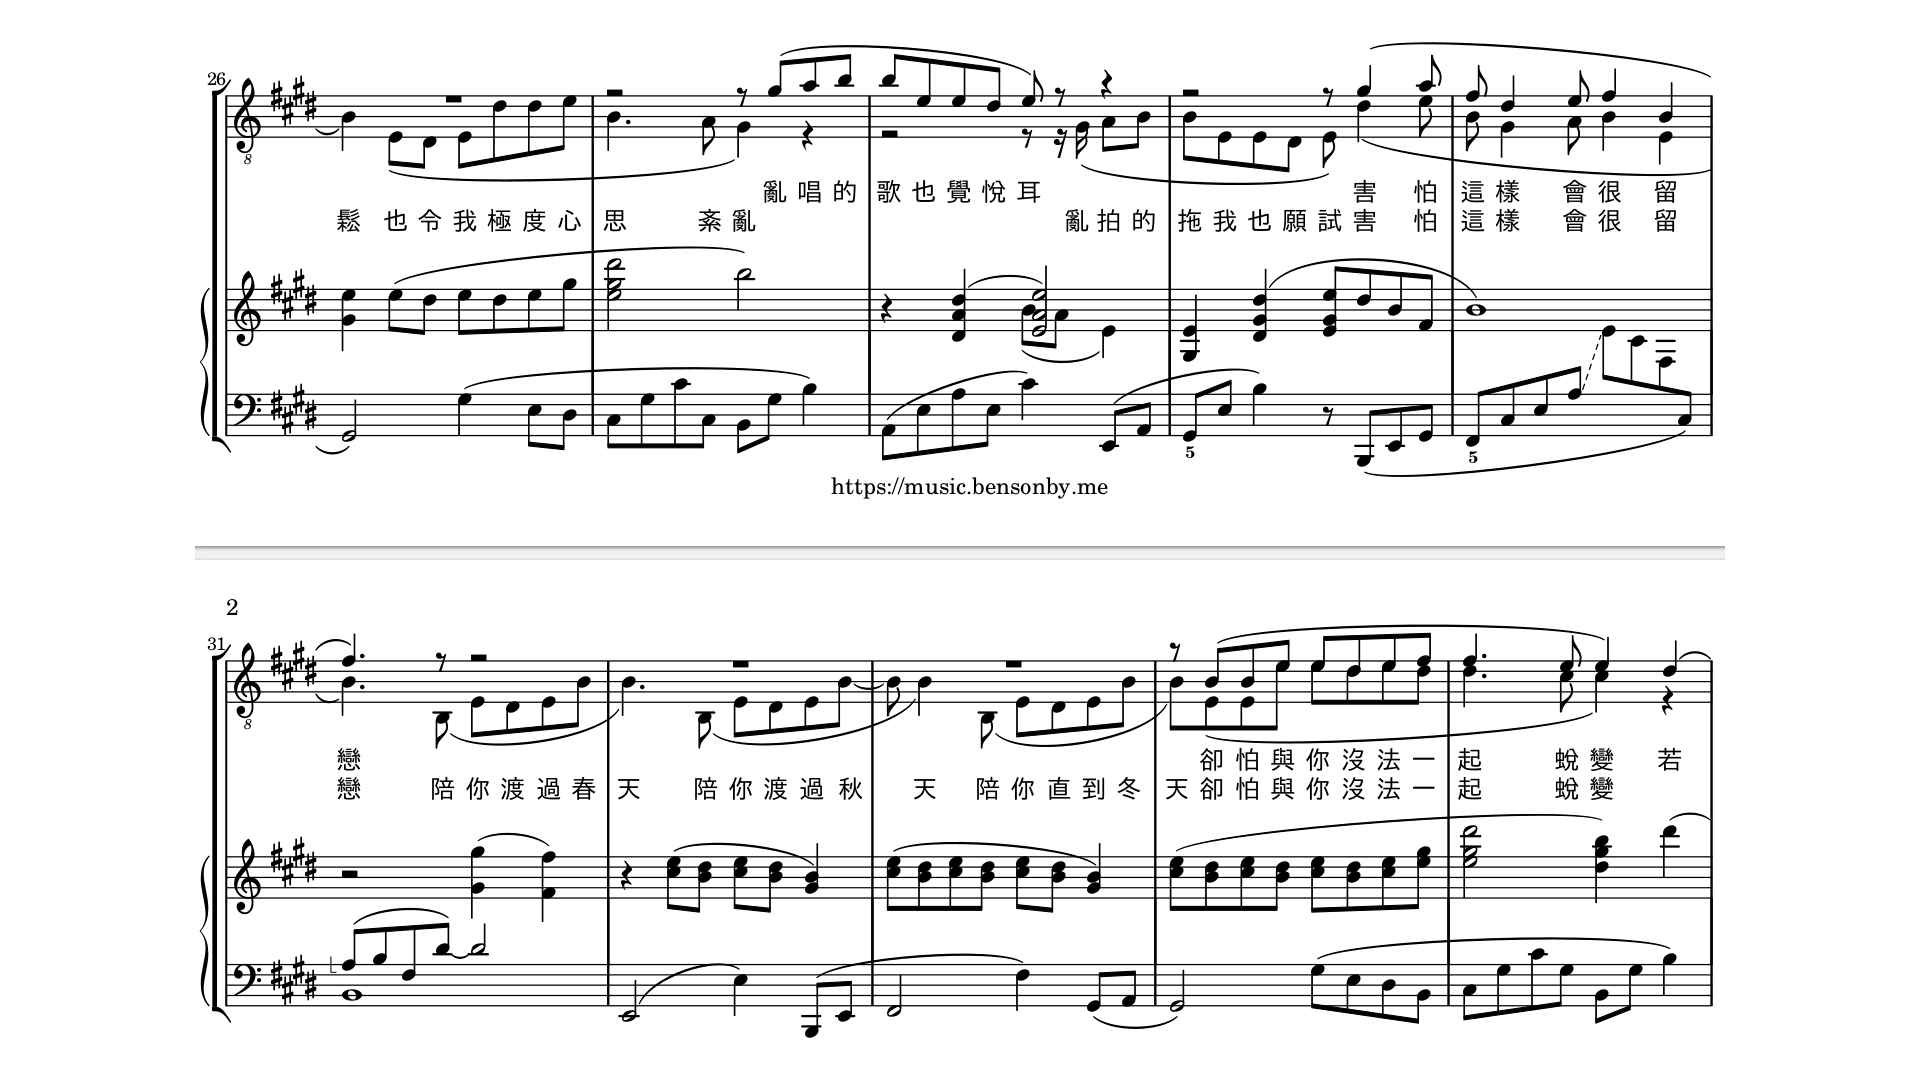 26
8
亂 唱 的 歌 也 覺 悅 耳 害 怕 這 樣 會 很 留
鬆 也 令 我 極 度 心 思 紊 亂 亂 拍 的 拖 我 也 願 試 害 怕 這 樣 會 很 留
5 5
https://music.bensonby.me
2
31
8
戀 卻 怕 與 你 沒 法 一 起 蛻 變 若
戀 陪 你 渡 過 春 天 陪 你 渡 過 秋 天 陪 你 直 到 冬 天 卻 怕 與 你 沒 法 一 起 蛻 變